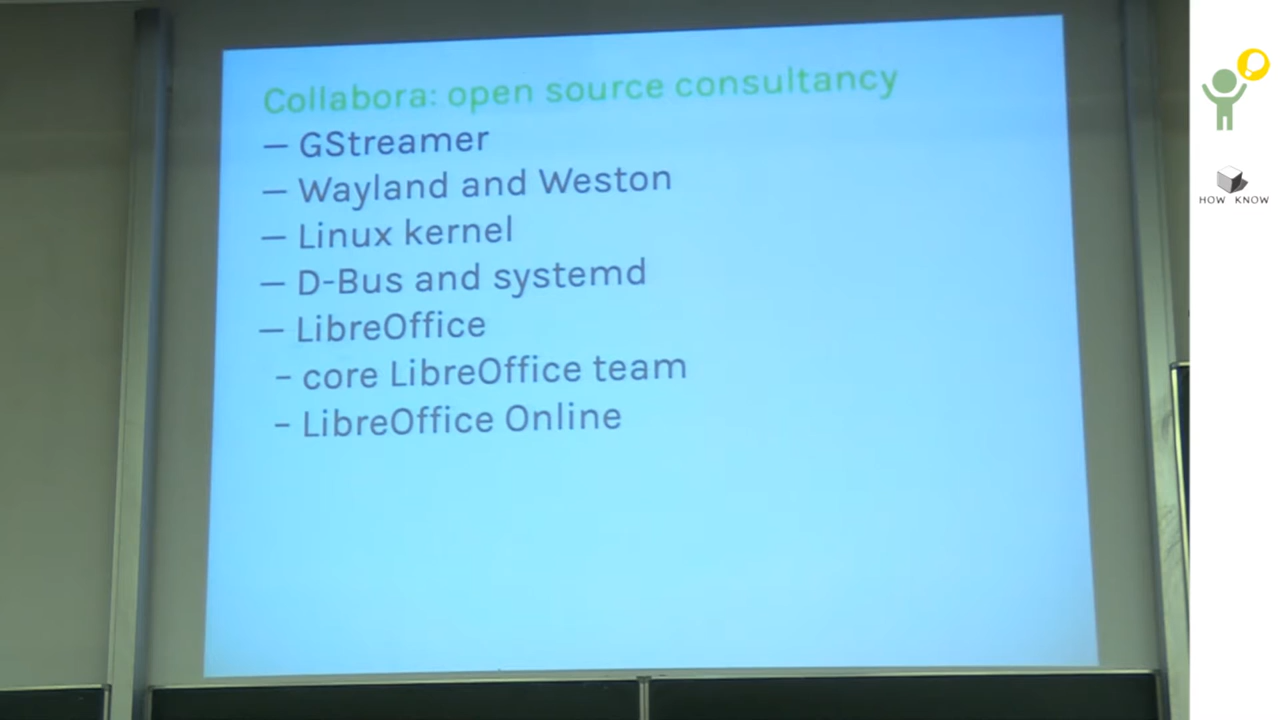 Collabora: open source consultancy
— GStreamer
— Wayland and Weston
— Linux kernel
— D-Bus and systemd
— LibreOffice
– core LibreOffice team
– LibreOffice Online
HOW KNOW